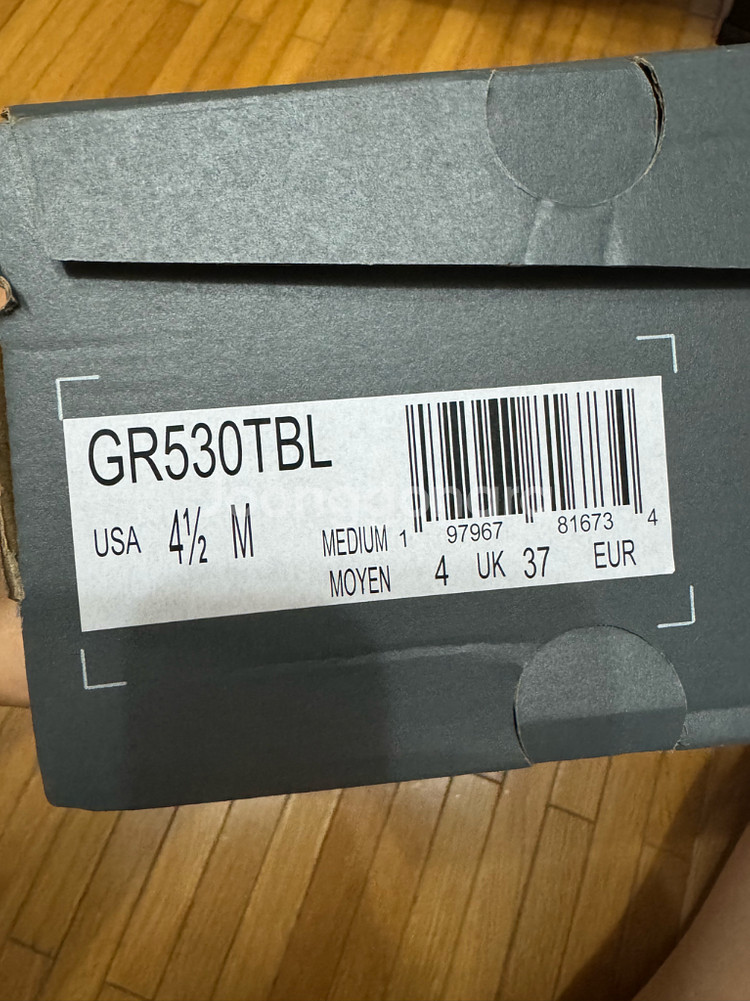 GR530TBL
USA 4½ M
MEDIUM
MOYEN
1 97967 81673 4
4 UK 37 EUR